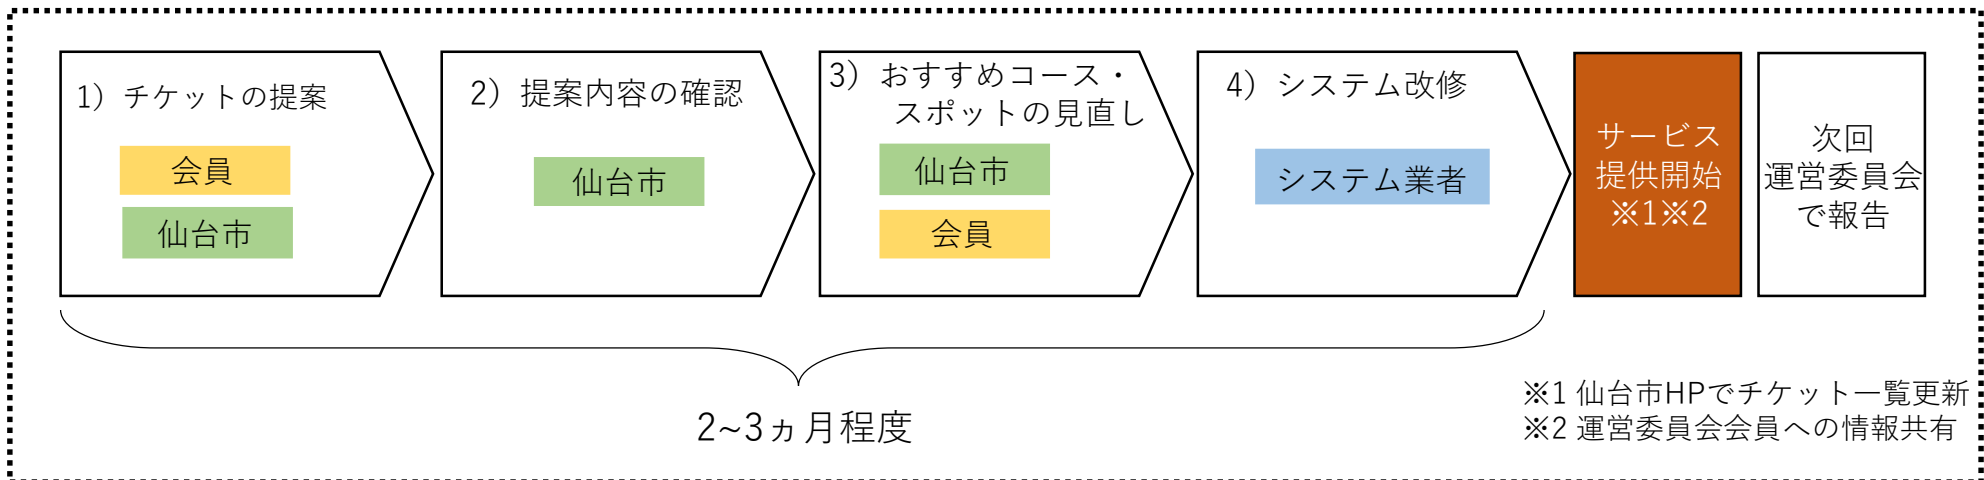 1）チケットの提案
会員
仙台市
2）提案内容の確認
仙台市
3）おすすめコース・
スポットの見直し
仙台市
会員
4）システム改修
システム業者
サービス
提供開始
※1※2
次回
運営委員会
で報告
2~3ヵ月程度
※1 仙台市HPでチケット一覧更新
※2 運営委員会会員への情報共有